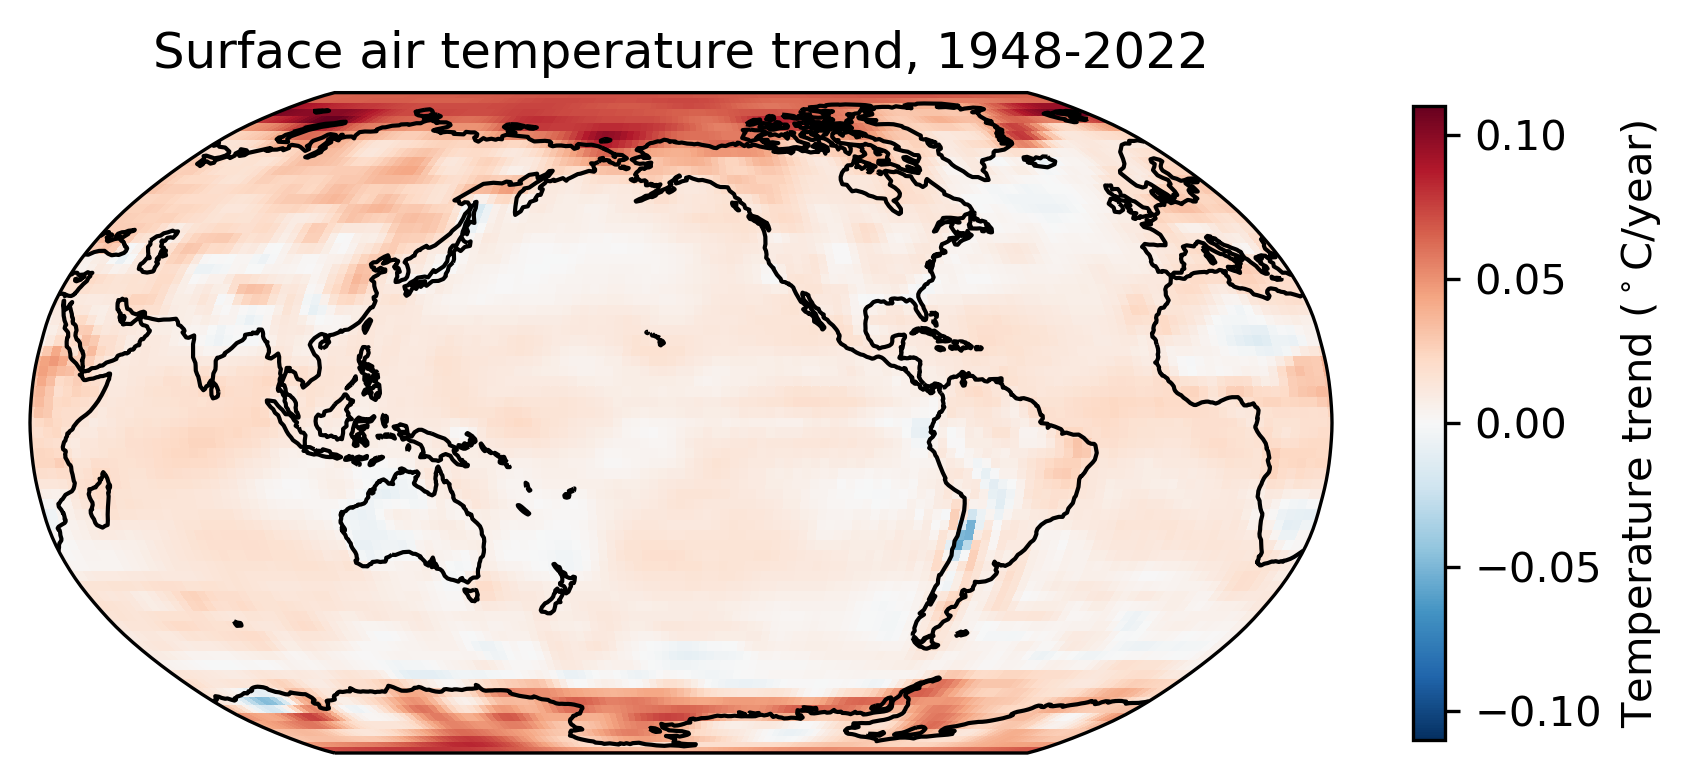 Surface air temperature trend, 1948-2022
0.10
0.05
0.00
−0.05
−0.10
Temperature trend (°C/year)